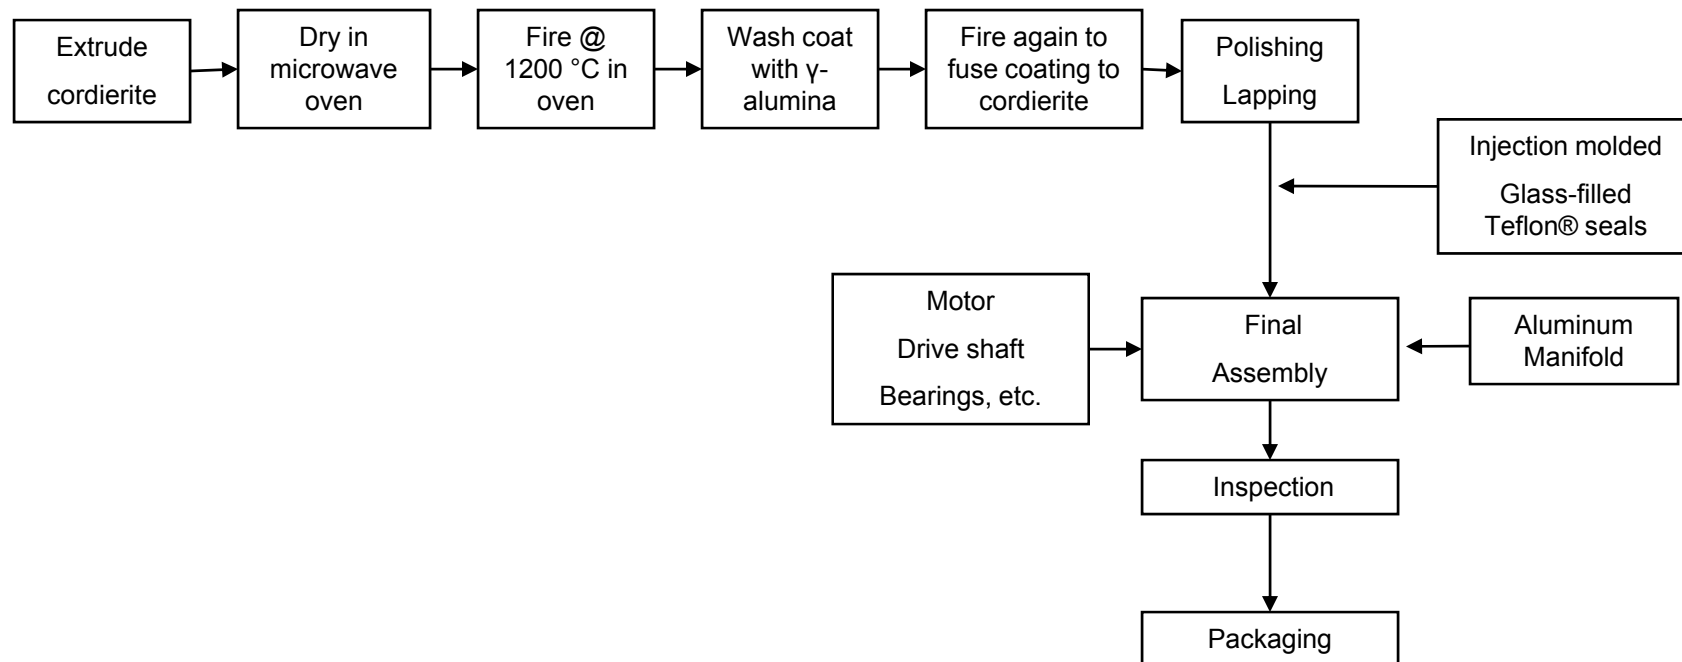 Extrude
cordierite
Dry in
microwave
oven
Fire @
1200 °C in
oven
Wash coat
with γ-
alumina
Fire again to
fuse coating to
cordierite
Polishing
Lapping
Injection molded
Glass-filled
Teflon® seals
Motor
Drive shaft
Bearings, etc.
Final
Assembly
Aluminum
Manifold
Inspection
Packaging